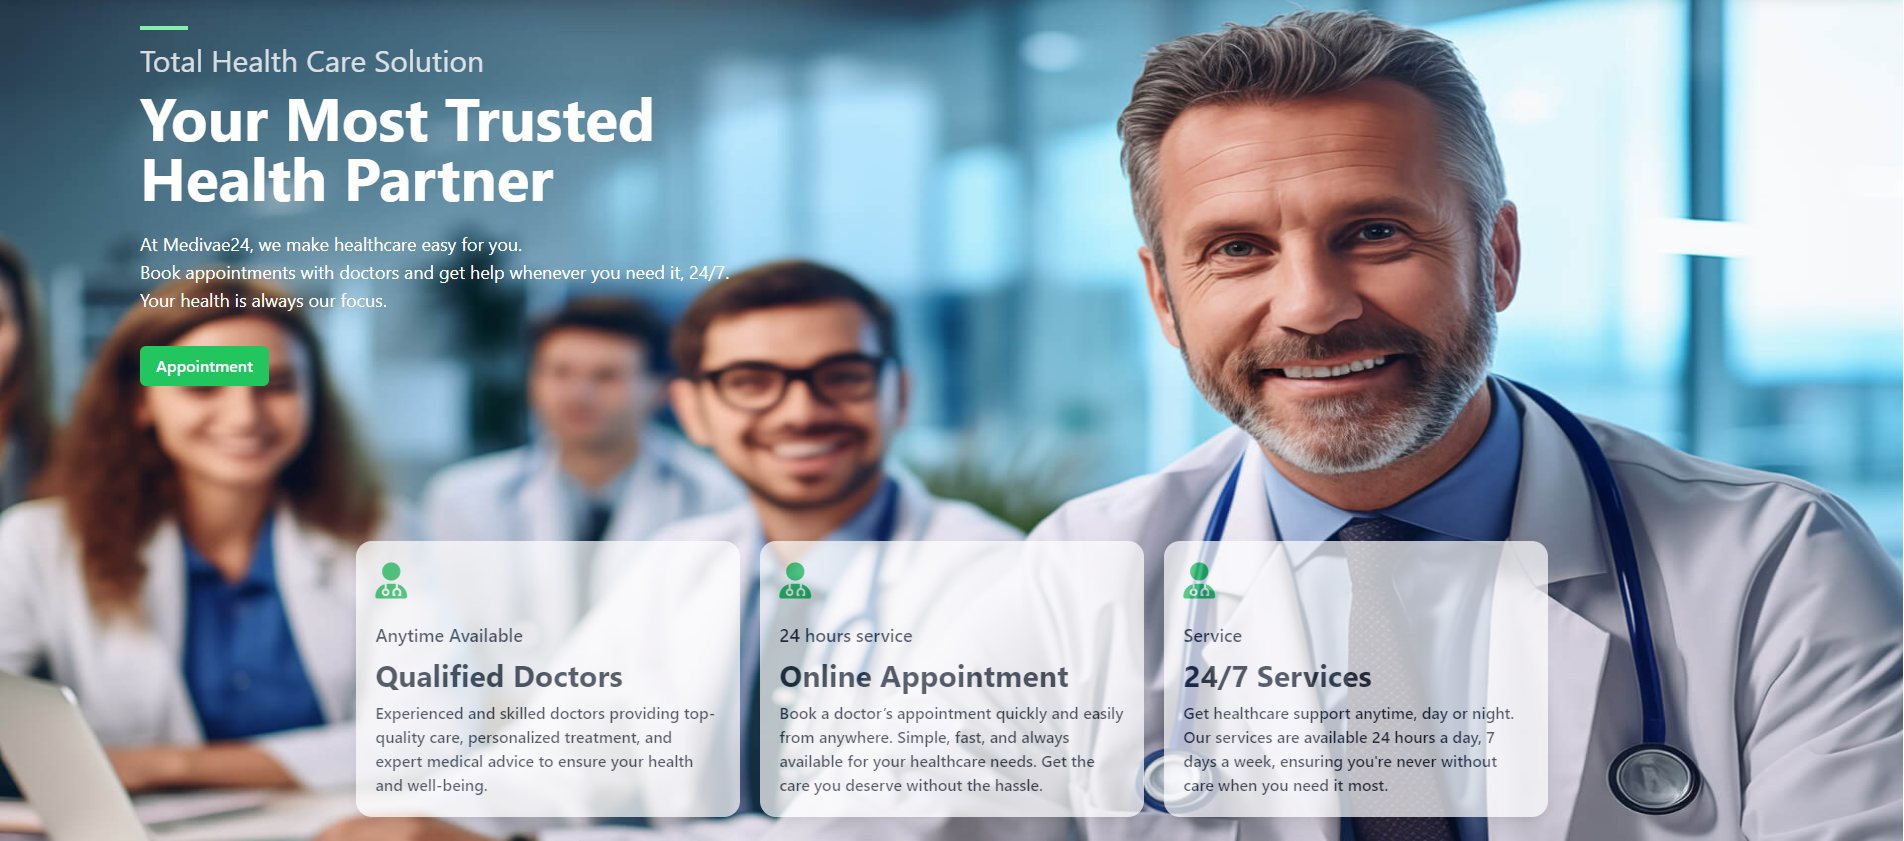 Total Health Care Solution
Your Most Trusted
Health Partner
At Medivae24, we make healthcare easy for you.
Book appointments with doctors and get help whenever you need it, 24/7.
Your health is always our focus.
Appointment
Anytime Available
Qualified Doctors
Experienced and skilled doctors providing top-
quality care, personalized treatment, and
expert medical advice to ensure your health
and well-being.
24 hours service
Online Appointment
Book a doctor's appointment quickly and easily
from anywhere. Simple, fast, and always
available for your healthcare needs. Get the
care you deserve without the hassle.
Service
24/7 Services
Get healthcare support anytime, day or night.
Our services are available 24 hours a day, 7
days a week, ensuring you're never without
care when you need it most.